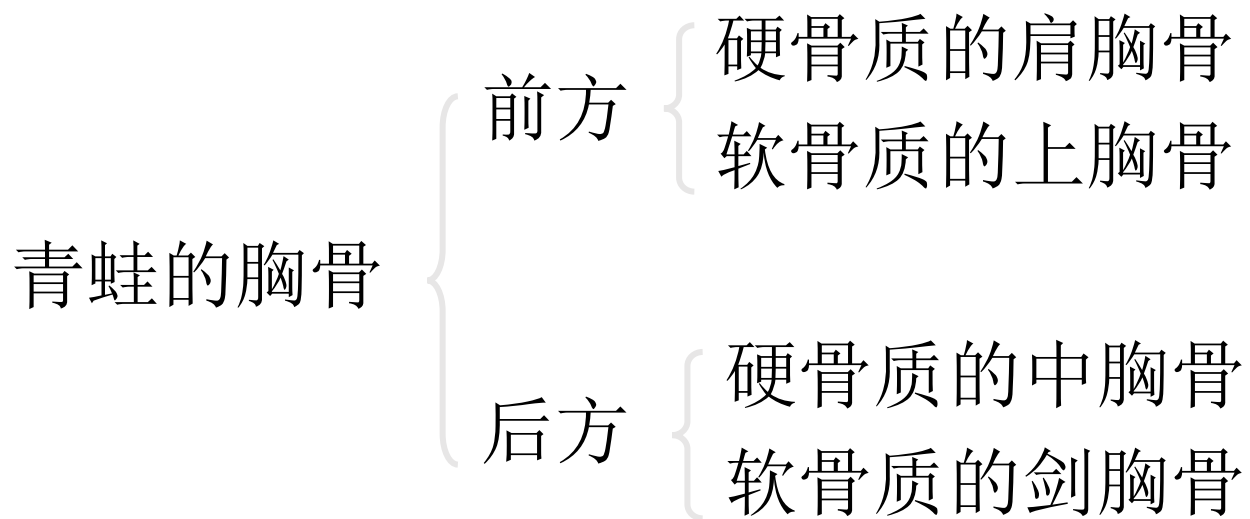 青蛙的胸骨
前方
硬骨质的肩胸骨
软骨质的上胸骨
后方
硬骨质的中胸骨
软骨质的剑胸骨